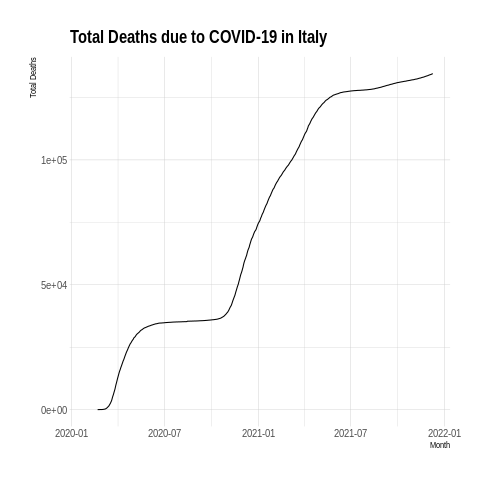 Total Deaths due to COVID-19 in Italy
Total Deaths
1e+05
5e+04
0e+00
2020-01 2020-07 2021-01 2021-07 2022-01
Month